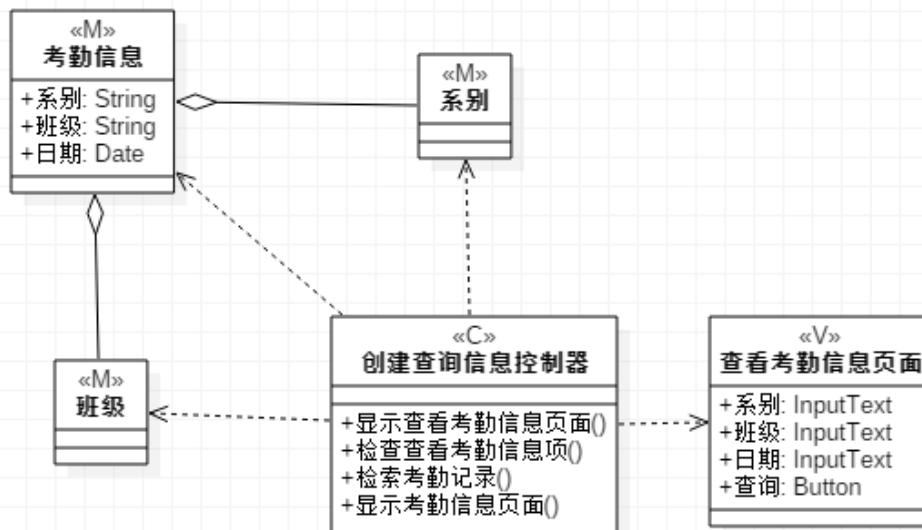 «M»
考勤信息
+系别: String
+班级: String
+日期: Date
«M»
系别
«M»
班级
«C»
创建查询信息控制器
+显示查看考勤信息页面()
+检查查看考勤信息项()
+检索考勤记录()
+显示考勤信息页面()
«V»
查看考勤信息页面
+系别: InputText
+班级: InputText
+日期: InputText
+查询: Button